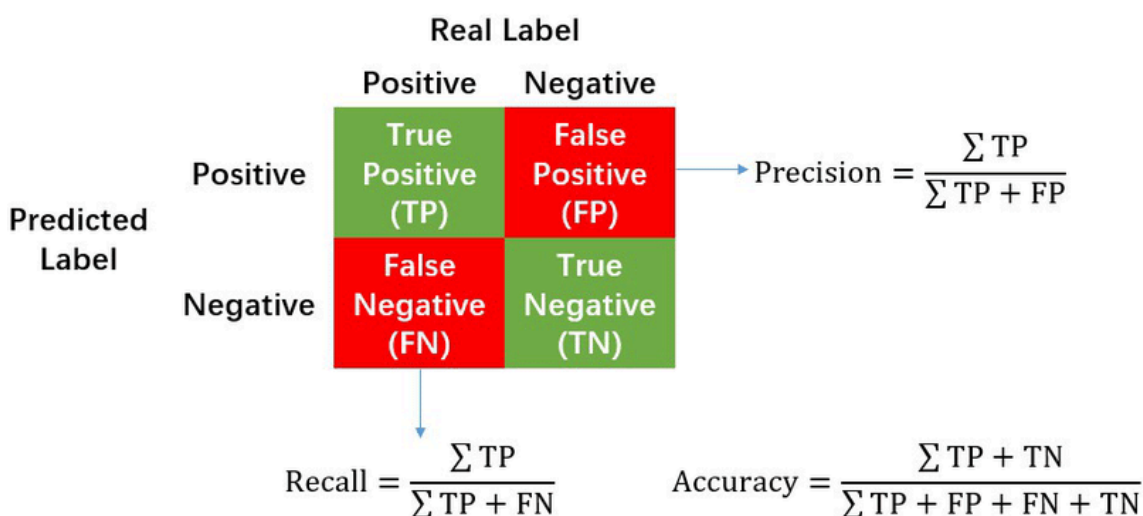 Real Label
Positive Negative
True Positive (TP)
False Positive (FP)
Positive
Precision = ∑ TP / ∑ TP + FP
Predicted Label
False Negative (FN)
True Negative (TN)
Negative
Recall = ∑ TP / ∑ TP + FN
Accuracy = ∑ TP + TN / ∑ TP + FP + FN + TN